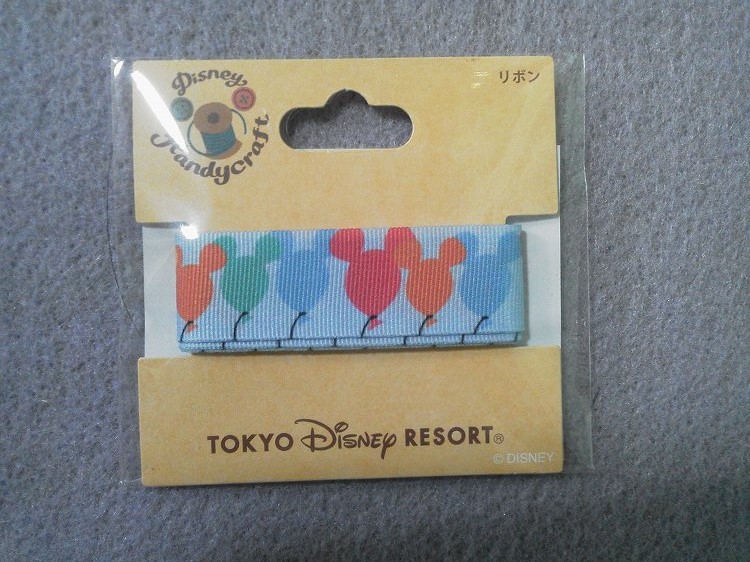 Disney
Handycraft
リボン
TOKYO Disney RESORT®
© DISNEY